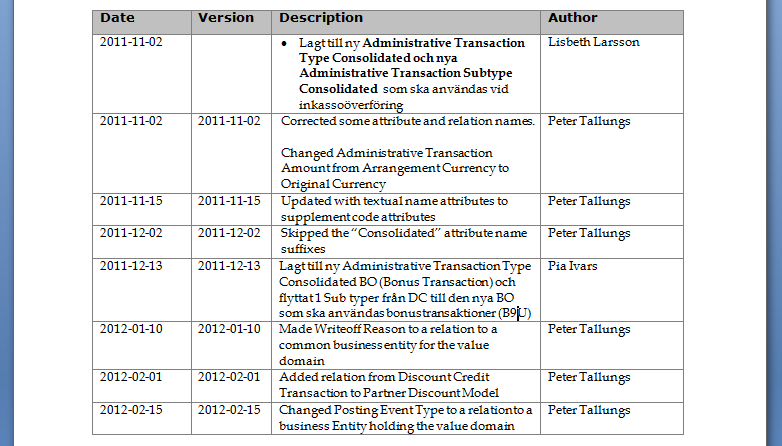 Date Version Description Author
2011-11-02 • Lagt till ny Administrative Transaction Lisbeth Larsson
Type Consolidated och nya
Administrative Transaction Subtype
Consolidated som ska användas vid
inkassoöverföring
2011-11-02 2011-11-02 Corrected some attribute and relation names. Peter Tallungs
Changed Administrative Transaction
Amount from Arrangement Currency to
Original Currency
2011-11-15 2011-11-15 Updated with textual name attributes to Peter Tallungs
supplement code attributes
2011-12-02 2011-12-02 Skipped the “Consolidated” attribute name Peter Tallungs
suffixes
2011-12-13 2011-12-13 Lagt till ny Administrative Transaction Type Pia Ivars
Consolidated BO (Bonus Transaction) och
flyttat 1 Sub typer från DC till den nya BO
som ska användas bonustransaktioner (B9U)
2012-01-10 2012-01-10 Made Writeoff Reason to a relation to a Peter Tallungs
common business entity for the value
domain
2012-02-01 2012-02-01 Added relation from Discount Credit Peter Tallungs
Transaction to Partner Discount Model
2012-02-15 2012-02-15 Changed Posting Event Type to a relation to a Peter Tallungs
business Entity holding the value domain